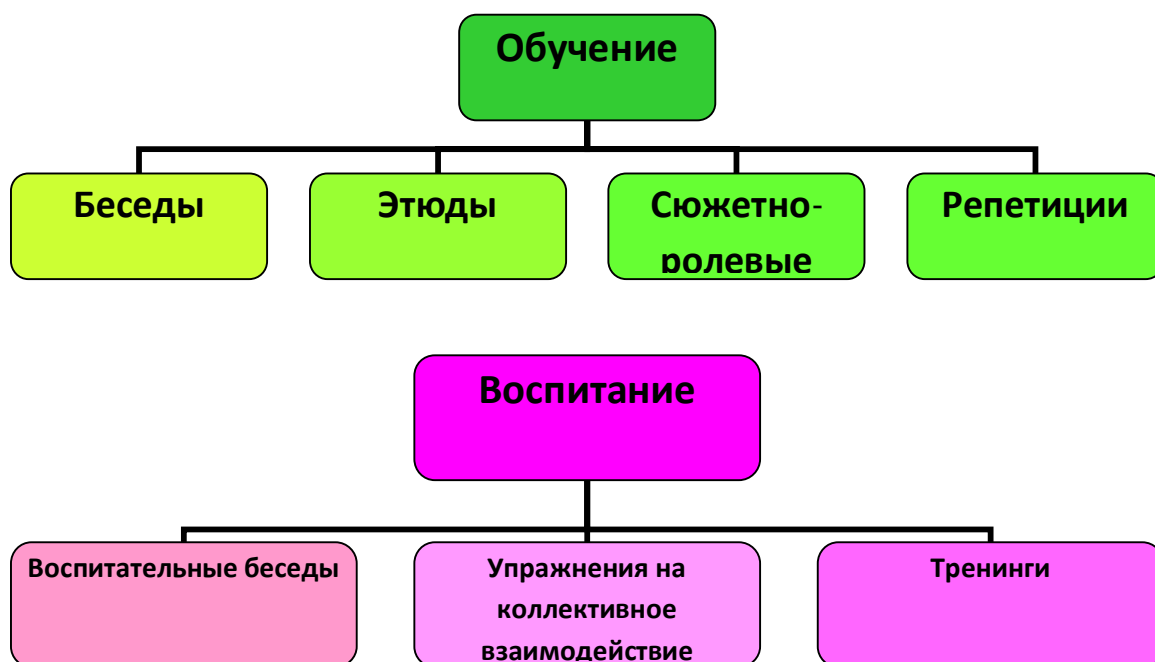 Обучение
Беседы
Этюды
Сюжетно-
ролевые
Репетиции
Воспитание
Воспитательные беседы
Упражнения на
коллективное
взаимодействие
Тренинги